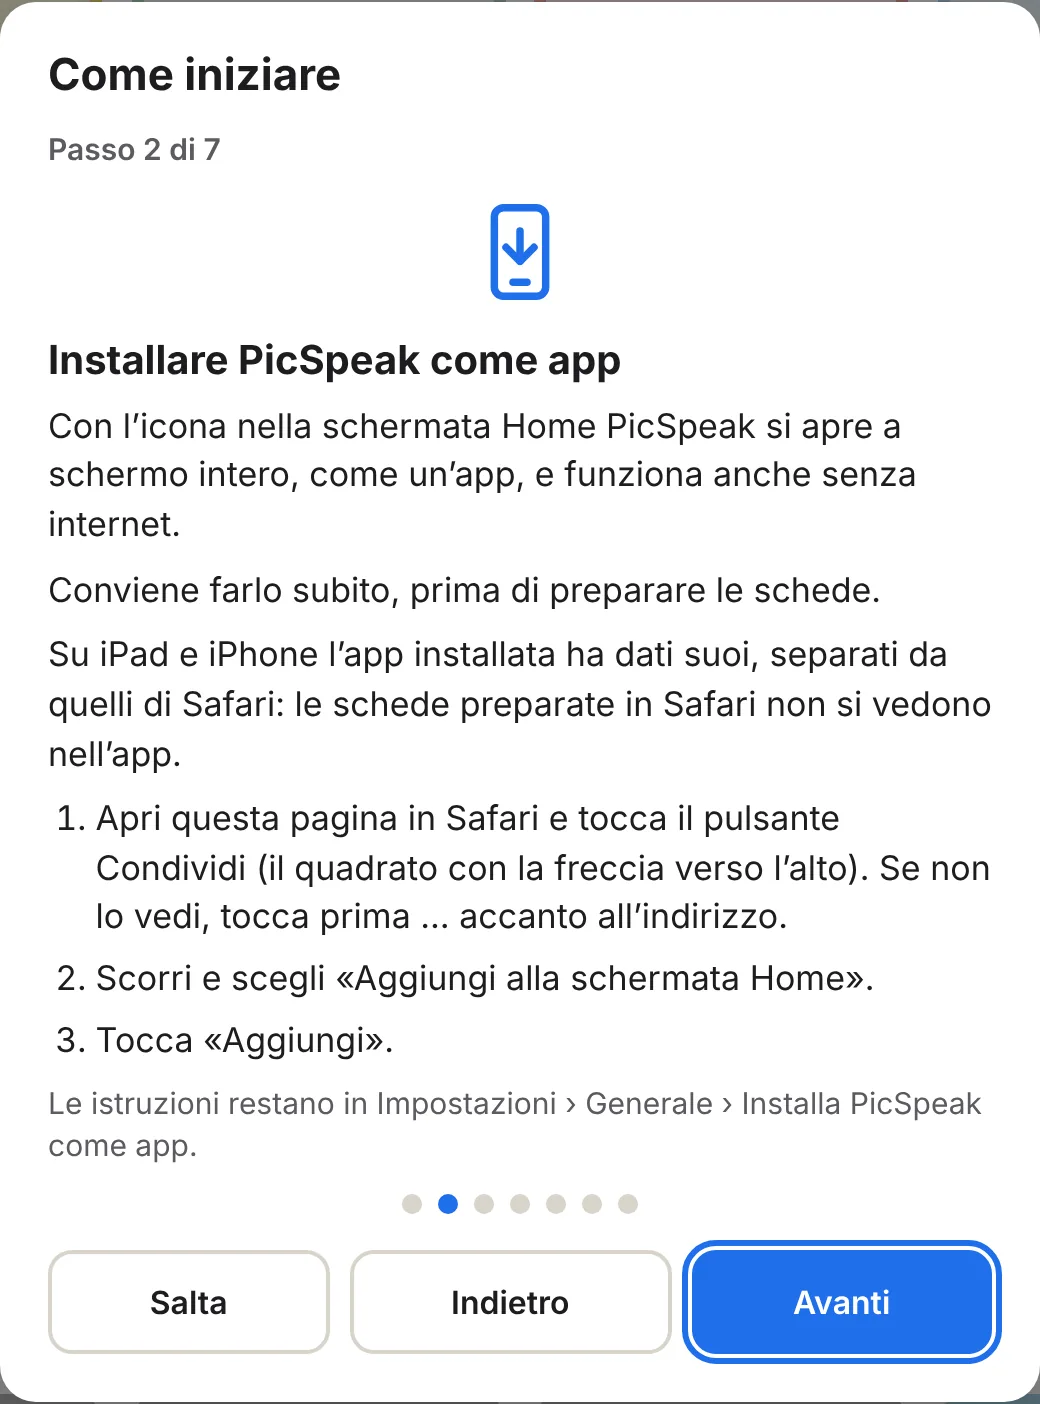 Come iniziare
Passo 2 di 7
Installare PicSpeak come app
Con l’icona nella schermata Home PicSpeak si apre a
schermo intero, come un’app, e funziona anche senza
internet.
Conviene farlo subito, prima di preparare le schede.
Su iPad e iPhone l’app installata ha dati suoi, separati da
quelli di Safari: le schede preparate in Safari non si vedono
nell’app.
1. Apri questa pagina in Safari e tocca il pulsante
Condividi (il quadrato con la freccia verso l’alto). Se non
lo vedi, tocca prima … accanto all’indirizzo.
2. Scorri e scegli «Aggiungi alla schermata Home».
3. Tocca «Aggiungi».
Le istruzioni restano in Impostazioni › Generale › Installa PicSpeak
come app.
Salta
Indietro
Avanti